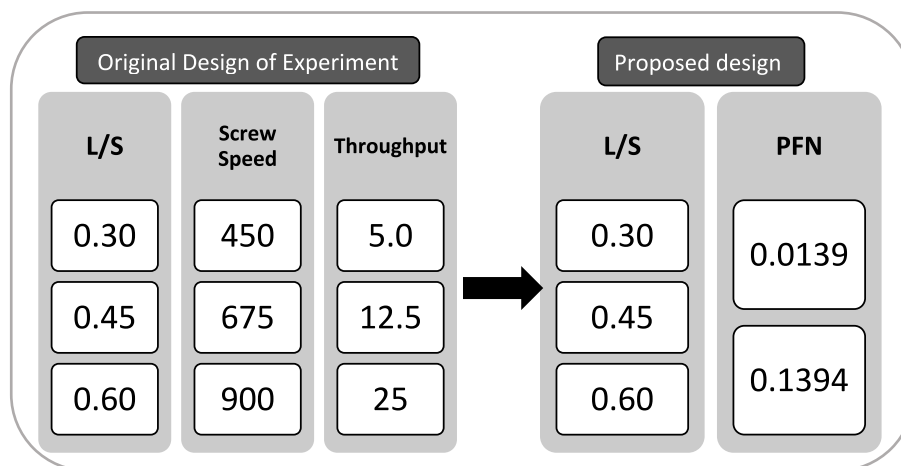 Original Design of Experiment
L/S
Screw
Speed
Throughput
0.30
450
5.0
0.45
675
12.5
0.60
900
25
Proposed design
L/S
PFN
0.30
0.45
0.60
0.0139
0.1394